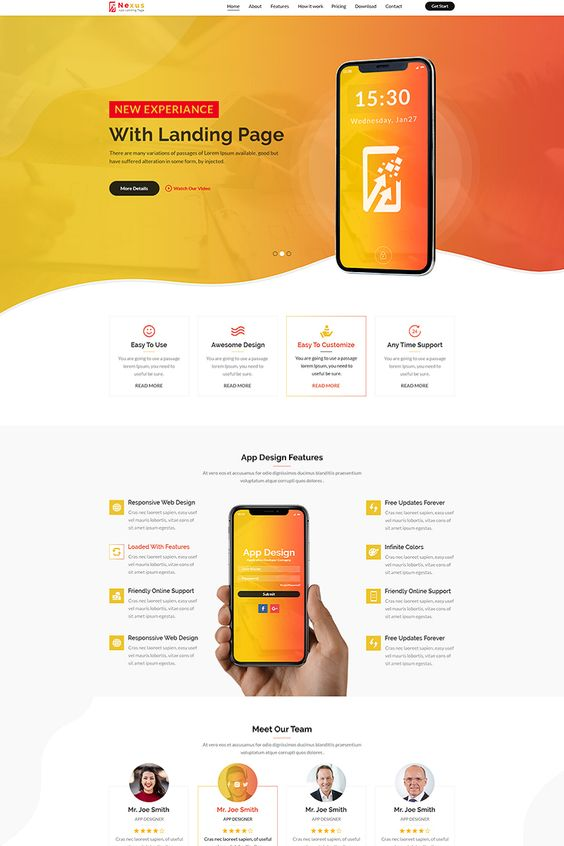 Nexus
App Landing Page
Home About Features How it work Pricing Download Contact
Get Start
NEW EXPERIANCE
With Landing Page
There are many variations of passages of Lorem Ipsum available, good but
have suffered alteration in some form, by injected.
More Details Watch Our Video
15:30
Wednesday, Jan27
Easy To Use
You are going to use a passage
lorem Ipsum, you need to
useful be sure.
READ MORE
Awesome Design
You are going to use a passage
lorem Ipsum, you need to
useful be sure.
READ MORE
Easy To Customize
You are going to use a passage
lorem Ipsum, you need to
useful be sure.
READ MORE
24
Any Time Support
You are going to use a passage
lorem Ipsum, you need to
useful be sure.
READ MORE
App Design Features
At vero eos et accusamus for odio dignissimos ducimus blanditiis praesentium
voluptatum atque corrupti quos dolores .
Responsive Web Design
Cras nec laoreet sapien, easy usef
vel mauris lobortis, vitae cons of
sit amet ipsum egestas.
Loaded With Features
Cras nec laoreet sapien, easy usef
vel mauris lobortis, vitae cons of
sit amet ipsum egestas.
Friendly Online Support
Cras nec laoreet sapien, easy usef
vel mauris lobortis, vitae cons of
sit amet ipsum egestas.
Responssive Web Design
Cras nec laoreet sapien, easy usef
vel mauris lobortis, vitae cons of
sit amet ipsum egestas.
App Design
Password
Submit
f G+
Free Updates Forever
Cras nec laoreet sapien, easy usef
vel mauris lobortis, vitae cons of
sit amet ipsum egestas.
Infinite Colors
Cras nec laoreet sapien, easy usef
vel mauris lobortis, vitae cons of
sit amet ipsum egestas.
Friendly Online Support
Cras nec laoreet sapien, easy usef
vel mauris lobortis, vitae cons of
sit amet ipsum egestas.
Free Updates Forever
Cras nec laoreet sapien, easy usef
vel mauris lobortis, vitae cons of
sit amet ipsum egestas.
Meet Our Team
At vero eos et accusamus for odio dignissimos ducimus blanditiis praesentium
voluptatum atque corrupti quos dolores .
Mr. Joe Smith
APP DESIGNER
Cras nec laoreet sapien, of useful
Mr. Joe Smith
APP DESIGNER
Cras nec laoreet sapien, of useful
Mr. Joe Smith
APP DESIGNER
Cras nec laoreet sapien, of useful
Mr. Joe Smith
APP DESIGNER
Cras nec laoreet sapien, of useful